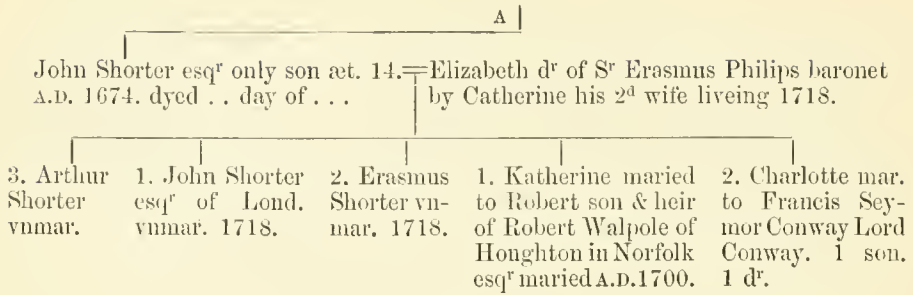 A
John Shorter esqr only son æt. 14.
A.D. 1674. dyed . . day of . . .
Elizabeth dr of Sr Erasmus Philips baronet
by Catherine his 2d wife liveing 1718.
3. Arthur
Shorter
vnmar.
1. John Shorter
esqr of Lond.
vnmar. 1718.
2. Erasmus
Shorter vn-
mar. 1718.
1. Katherine maried
to Robert son & heir
of Robert Walpole of
Houghton in Norfolk
esqr maried A.D. 1700.
2. Charlotte mar.
to Francis Sey-
mor Conway Lord
Conway. 1 son.
1 dr.